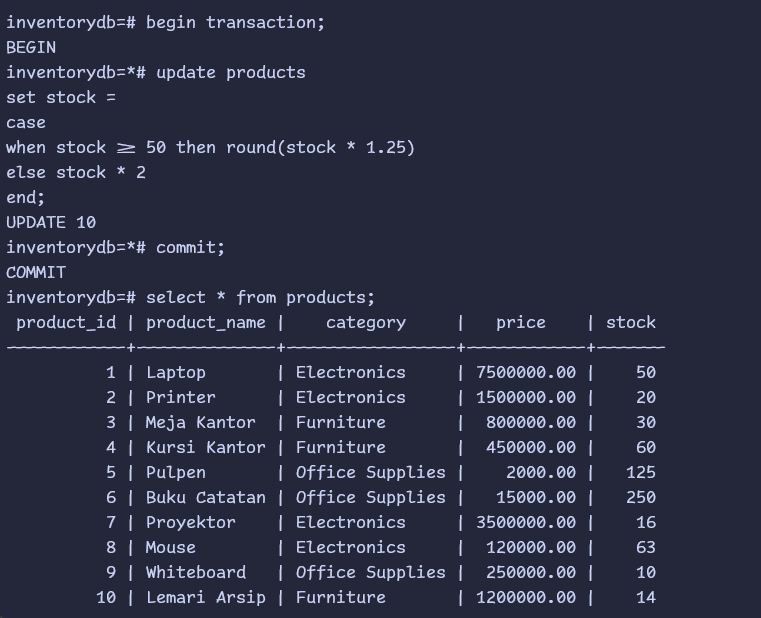 inventorydb=# begin transaction;
BEGIN
inventorydb=*# update products
set stock =
case
when stock >= 50 then round(stock * 1.25)
else stock * 2
end;
UPDATE 10
inventorydb=*# commit;
COMMIT
inventorydb=# select * from products;
 product_id | product_name |    category     |   price    | stock
------------+--------------+-----------------+------------+-------
          1 | Laptop       | Electronics     | 7500000.00 |    50
          2 | Printer      | Electronics     | 1500000.00 |    20
          3 | Meja Kantor  | Furniture       |  800000.00 |    30
          4 | Kursi Kantor | Furniture       |  450000.00 |    60
          5 | Pulpen       | Office Supplies |    2000.00 |   125
          6 | Buku Catatan | Office Supplies |   15000.00 |   250
          7 | Proyektor    | Electronics     | 3500000.00 |    16
          8 | Mouse        | Electronics     |  120000.00 |    63
          9 | Whiteboard   | Office Supplies |  250000.00 |    10
         10 | Lemari Arsip | Furniture       | 1200000.00 |    14